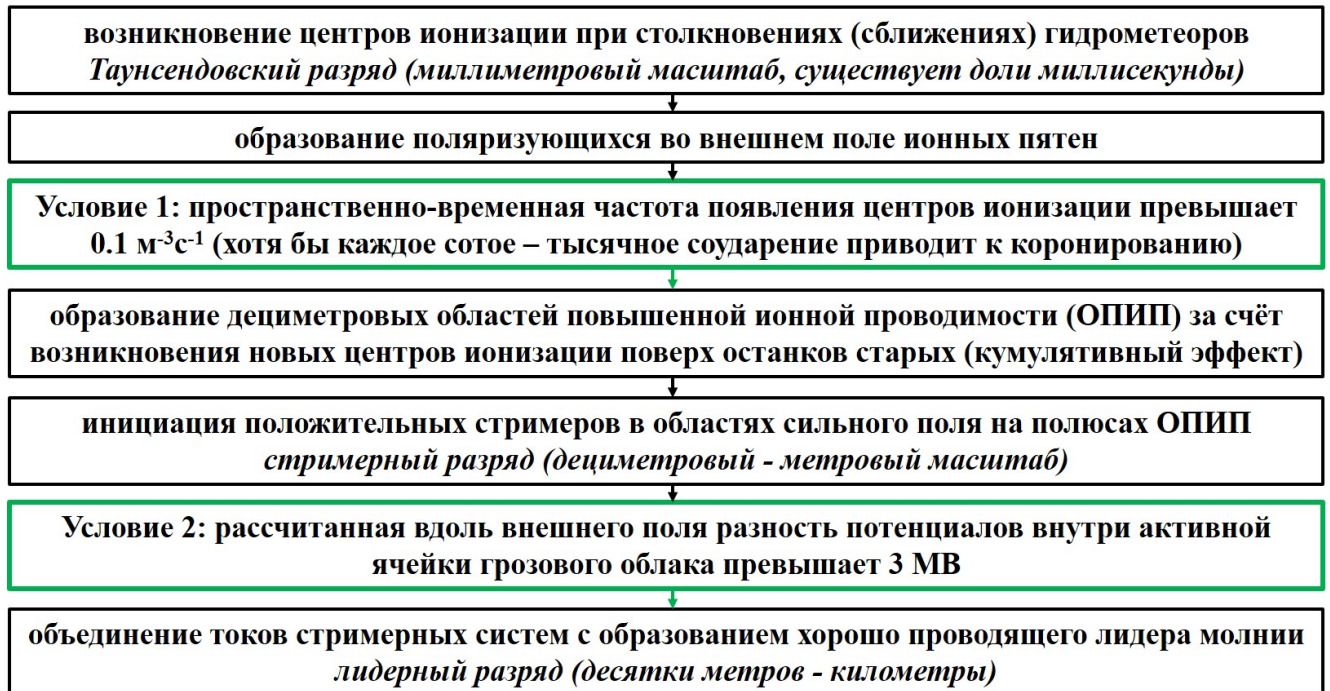 возникновение центров ионизации при столкновениях (сближениях) гидрометеоров
Таунсендовский разряд (миллиметровый масштаб, существует доли миллисекунды)
образование поляризующихся во внешнем поле ионных пятен
Условие 1: пространственно-временная частота появления центров ионизации превышает
0.1 м⁻³с⁻¹ (хотя бы каждое сотое – тысячное соударение приводит к коронированию)
образование дециметровых областей повышенной ионной проводимости (ОПИП) за счёт
возникновения новых центров ионизации поверх останков старых (кумулятивный эффект)
инициация положительных стримеров в областях сильного поля на полюсах ОПИП
стримерный разряд (дециметровый - метровый масштаб)
Условие 2: рассчитанная вдоль внешнего поля разность потенциалов внутри активной
ячейки грозового облака превышает 3 МВ
объединение токов стримерных систем с образованием хорошо проводящего лидера молнии
лидерный разряд (десятки метров - километры)